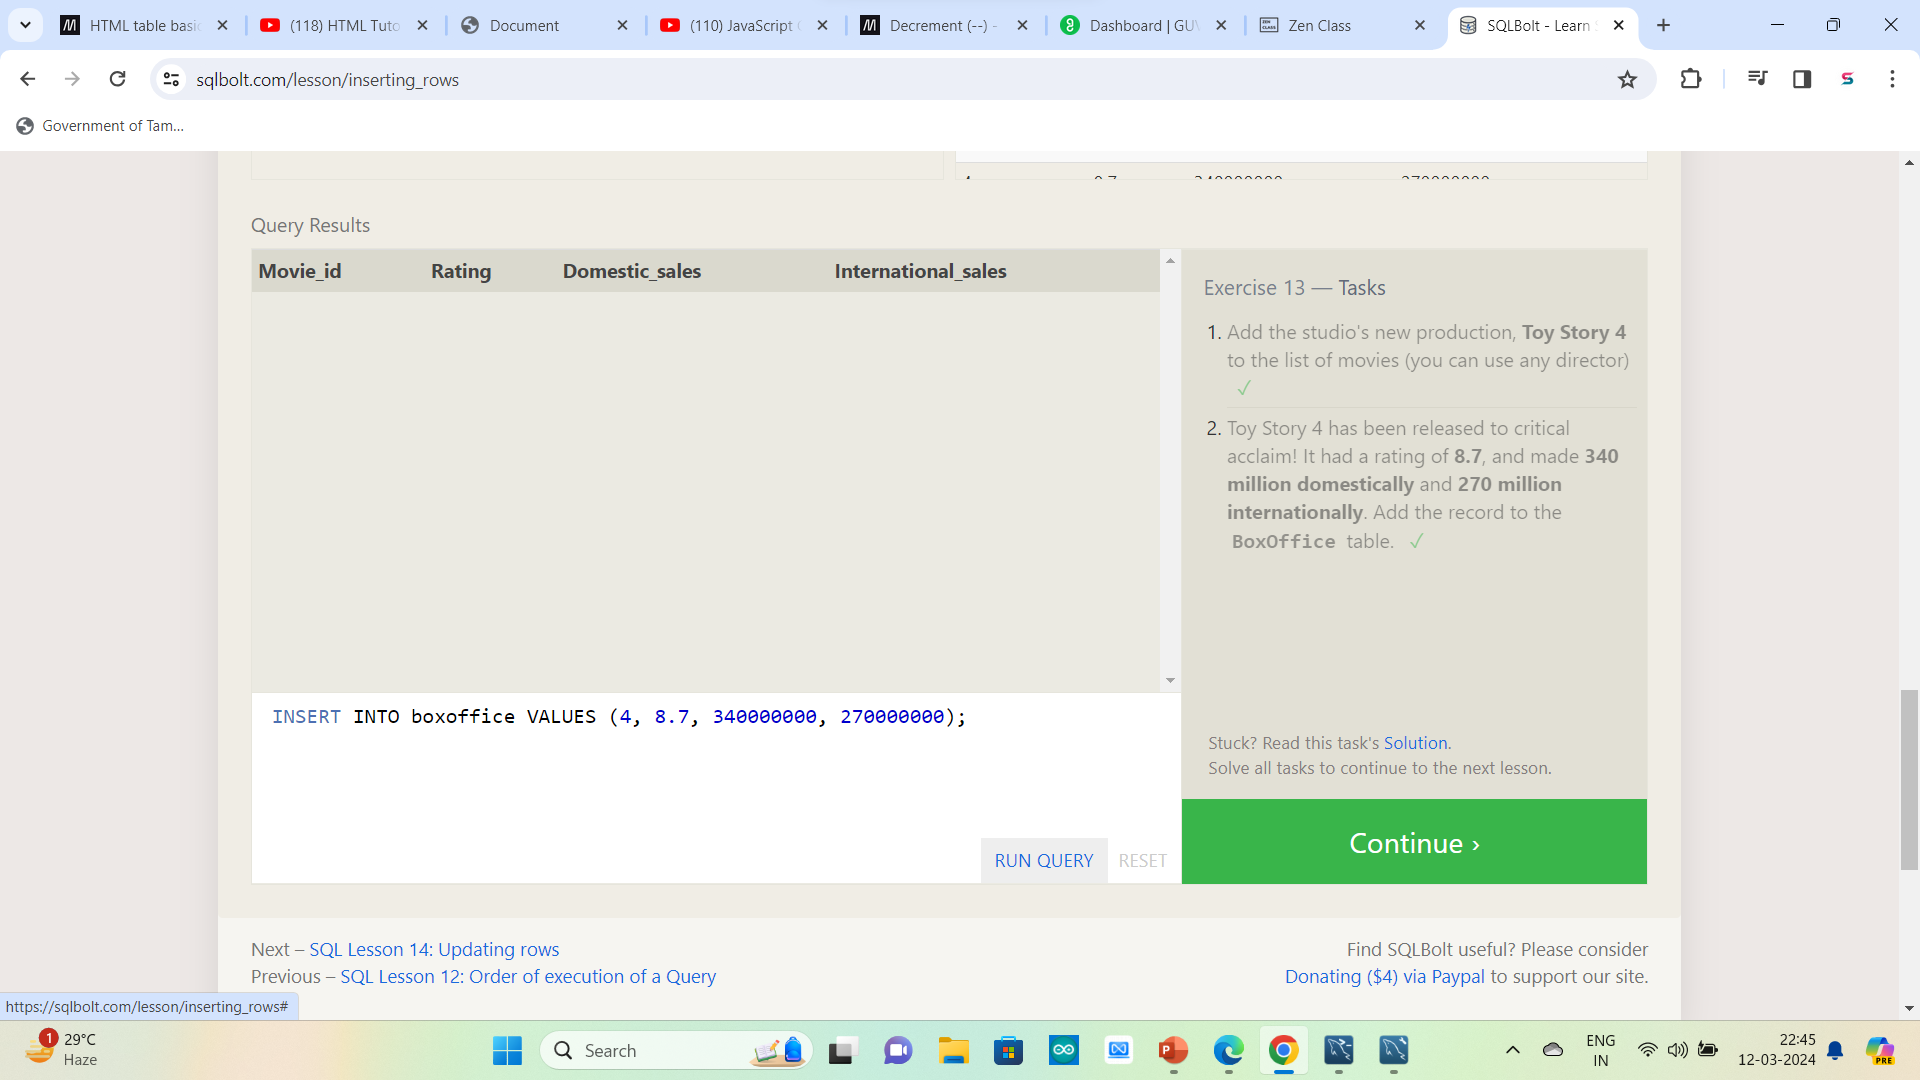 HTML table basic
(118) HTML Tuto
Document
(110) JavaScript
Decrement (--) -
Dashboard | GUV
Zen Class
SQLBolt - Learn
sqlbolt.com/lesson/inserting_rows
Government of Tam...
Query Results
Movie_id Rating Domestic_sales International_sales
Exercise 13 — Tasks
1. Add the studio's new production, Toy Story 4
to the list of movies (you can use any director)
✓
2. Toy Story 4 has been released to critical
acclaim! It had a rating of 8.7, and made 340
million domestically and 270 million
internationally. Add the record to the
BoxOffice table. ✓
INSERT INTO boxoffice VALUES (4, 8.7, 340000000, 270000000);
Stuck? Read this task's Solution.
Solve all tasks to continue to the next lesson.
RUN QUERY RESET
Continue ›
Next – SQL Lesson 14: Updating rows
Previous – SQL Lesson 12: Order of execution of a Query
Find SQLBolt useful? Please consider
Donating ($4) via Paypal to support our site.
https://sqlbolt.com/lesson/inserting_rows#
1
29°C
Haze
Search
ENG
IN
22:45
12-03-2024
PRE